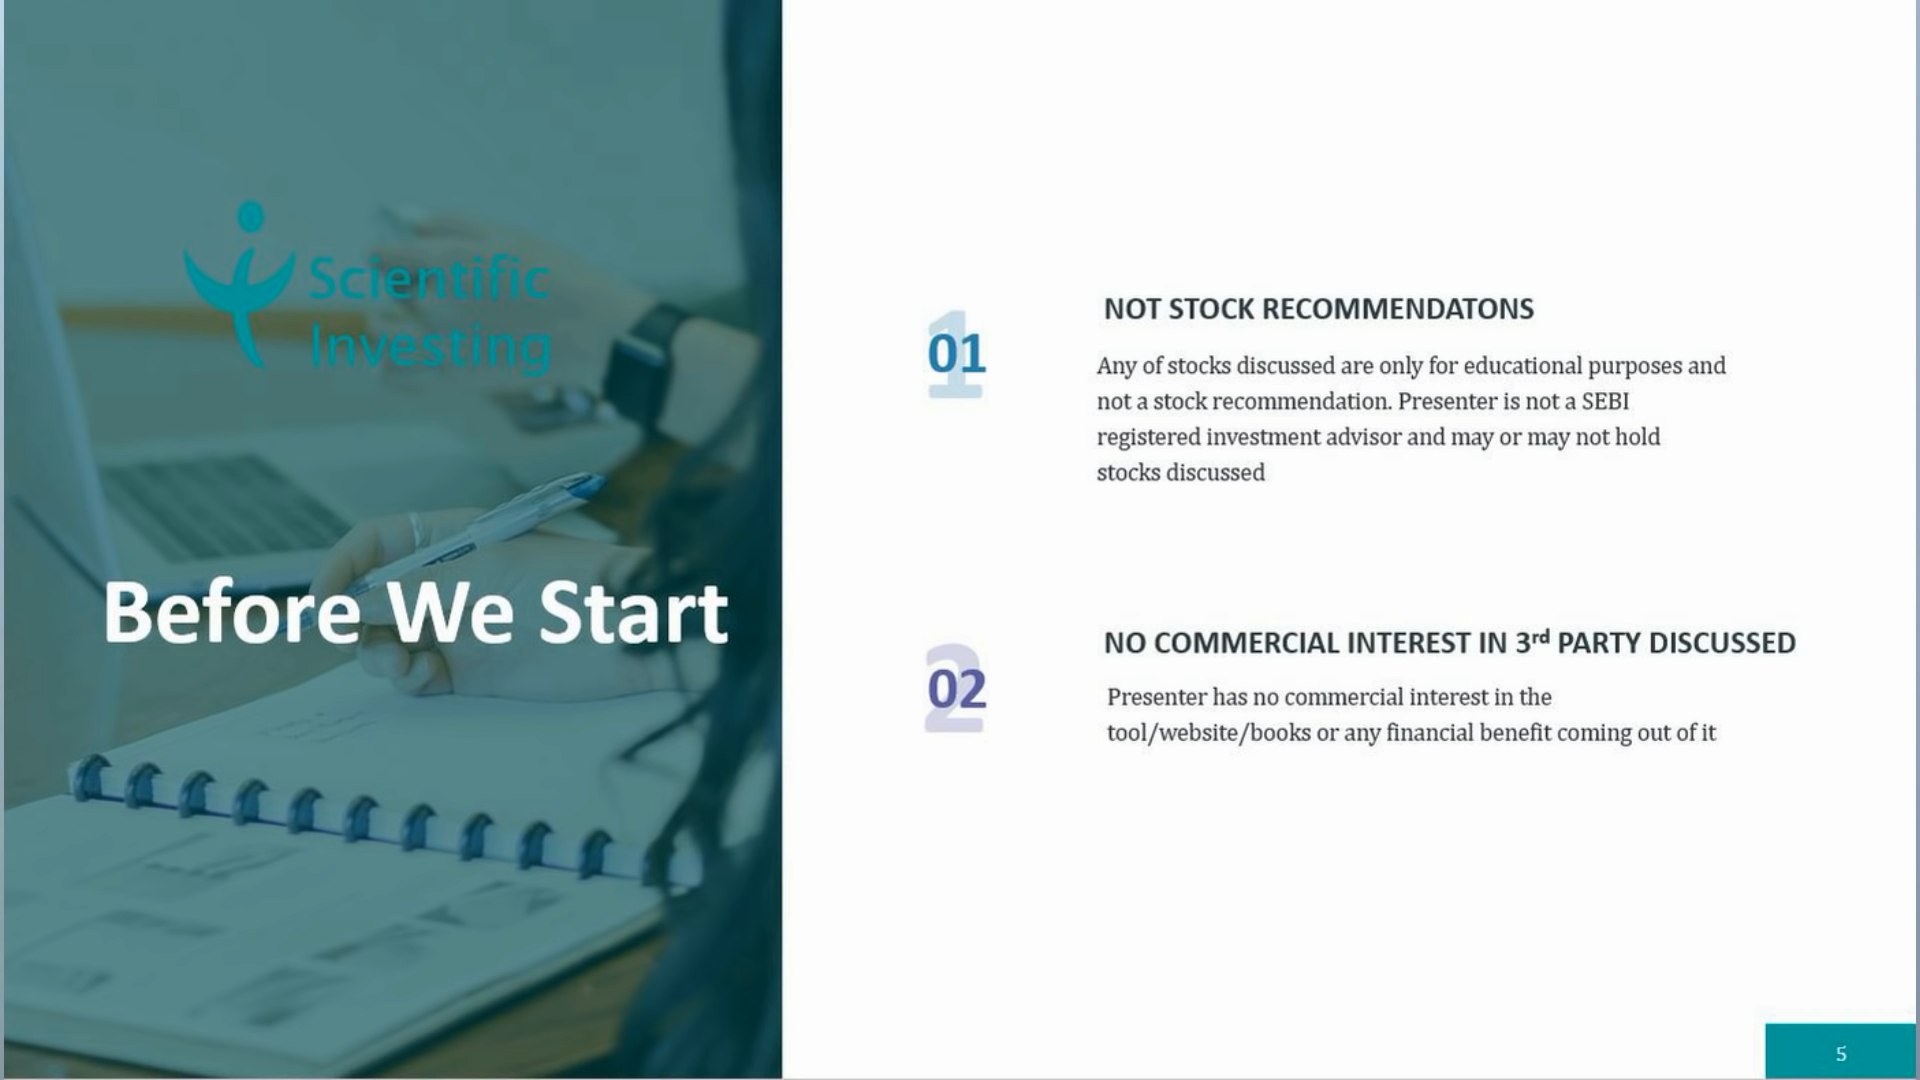 Scientific
Investing
Before We Start
01
NOT STOCK RECOMMENDATONS
Any of stocks discussed are only for educational purposes and
not a stock recommendation. Presenter is not a SEBI
registered investment advisor and may or may not hold
stocks discussed
02
NO COMMERCIAL INTEREST IN 3rd PARTY DISCUSSED
Presenter has no commercial interest in the
tool/website/books or any financial benefit coming out of it
5